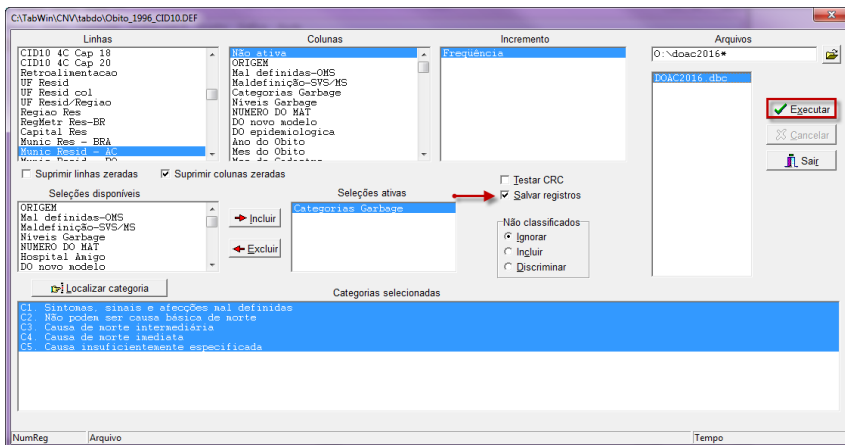 C:\TabWin\CNV\tabdo\Obito_1996_CID10.DEF
Linhas
CID10 4C Cap 18
CID10 4C Cap 20
Retroalimentacao
UF Resid
UF Resid col
UF Resid/Regiao
Regiao Res
RegMetr Res-BR
Capital Res
Munic Res - BRA
Munic Resid - AC
Suprimir linhas zeradas
Suprimir colunas zeradas
Colunas
Não ativa
ORIGEM
Mal definidas-OMS
Maldefinição-SVS/MS
Categorias Garbage
Niveis Garbage
NUMERO DO MAT
DO novo modelo
DO epidemiologica
Ano do Obito
Mes do Obito
Incremento
Freqüência
Arquivos
O:\doac2016*
DOAC2016 dbc
Executar
Cancelar
Sair
Seleções disponíveis
ORIGEM
Mal definidas-OMS
Maldefinição-SVS/MS
Niveis Garbage
NUMERO DO MAT
Hospital Amigo
DO novo modelo
Incluir
Excluir
Seleções ativas
Categorias Garbage
Testar CRC
Salvar registros
Não classificados
Ignorar
Incluir
Discriminar
Localizar categoria
Categorias selecionadas
C1. Sintomas, sinais e afecções mal definidas
C2. Não podem ser causa básica de morte
C3. Causa de morte intermediária
C4. Causa de morte imediata
C5. Causa insuficientemente especificada
NumReg
Arquivo
Tempo